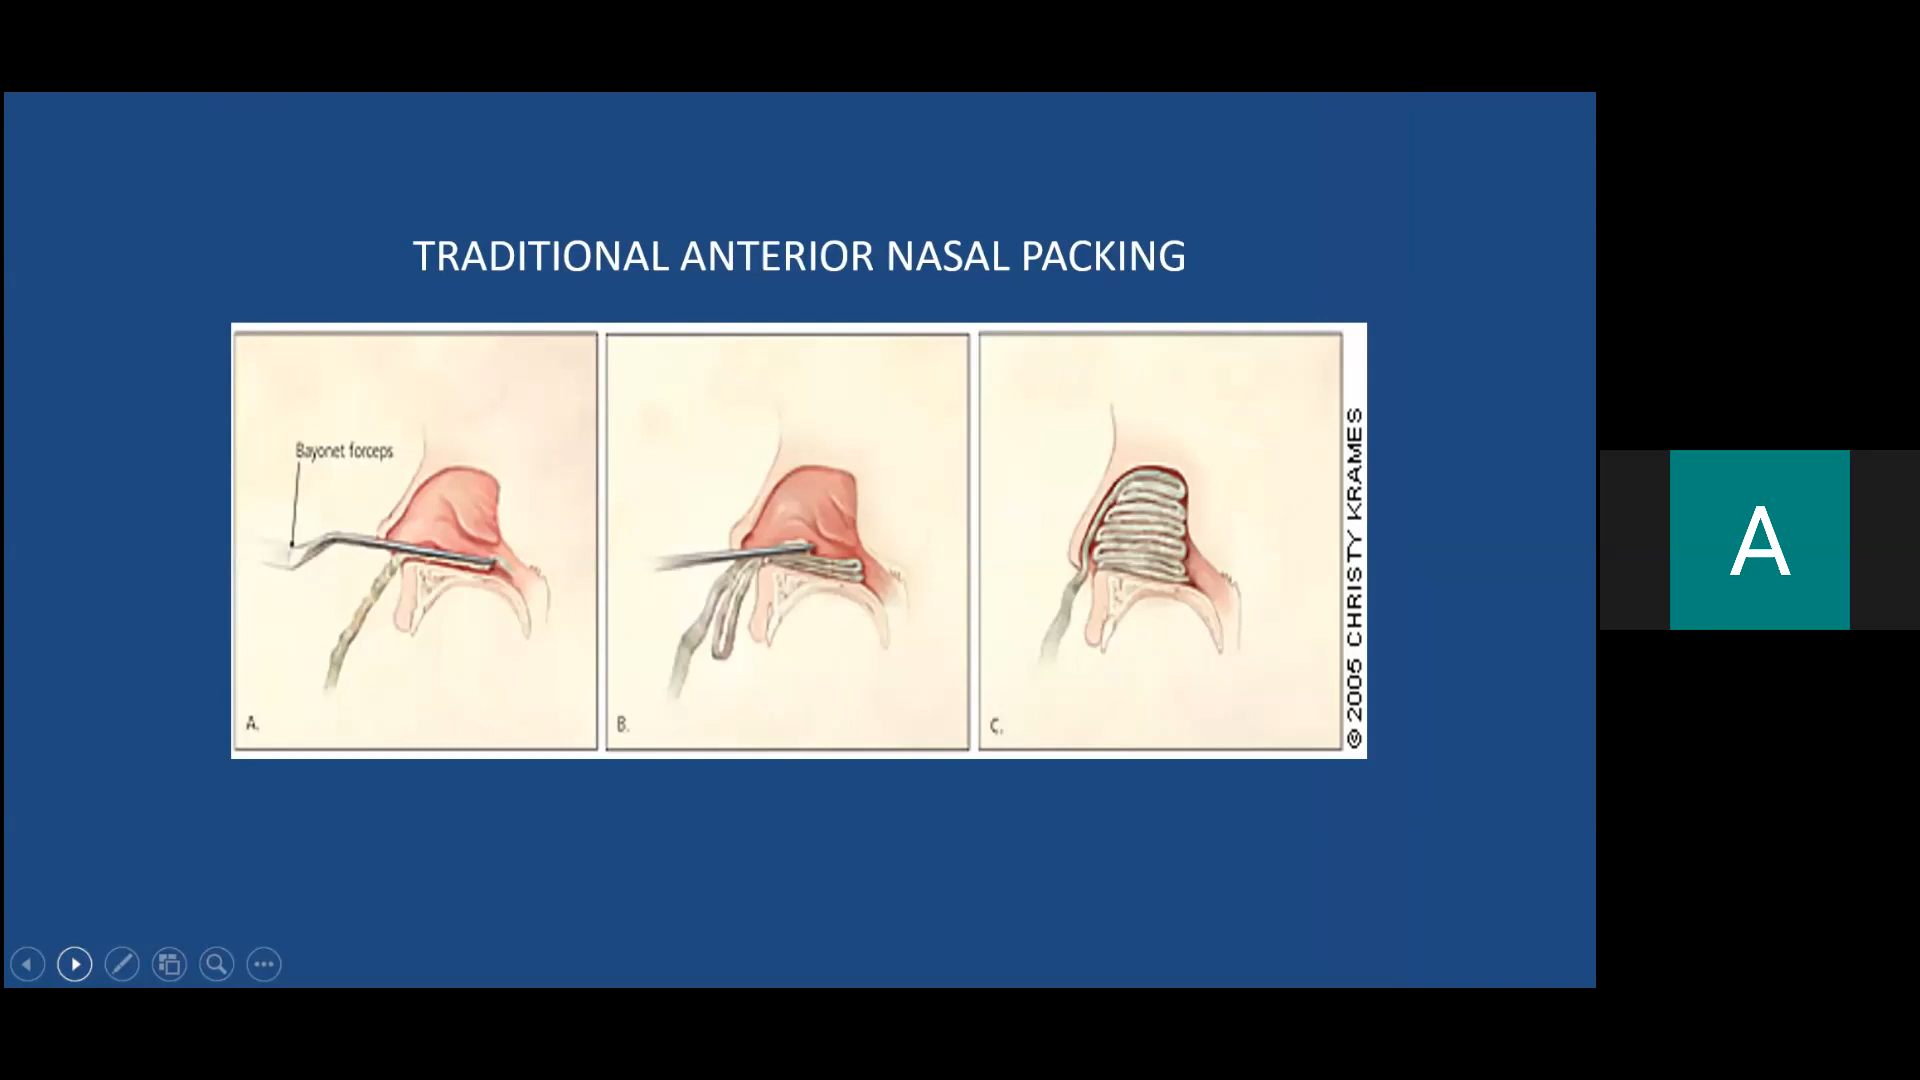 TRADITIONAL ANTERIOR NASAL PACKING
Bayonet forceps
A.
B.
C.
© 2005 CHRISTY KRAMES
A